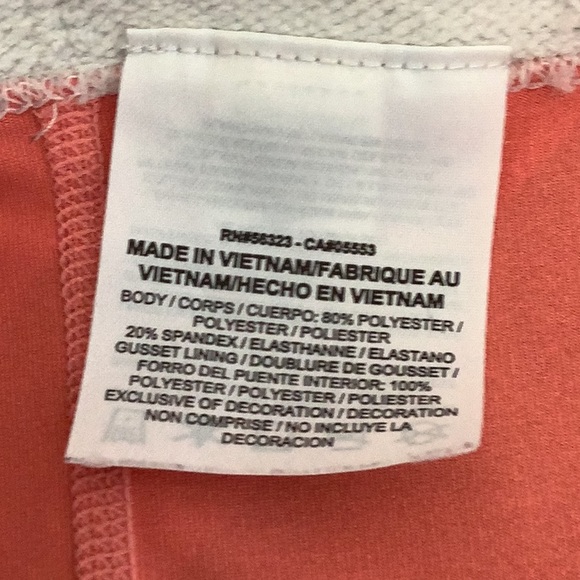 RN#56323 - CA#05553
MADE IN VIETNAM/FABRIQUE AU
VIETNAM/HECHO EN VIETNAM
BODY / CORPS / CUERPO: 80% POLYESTER /
POLYESTER / POLIESTER
20% SPANDEX / ELASTHANNE / ELASTANO
GUSSET LINING / DOUBLURE DE GOUSSET /
FORRO DEL PUENTE INTERIOR: 100%
POLYESTER / POLYESTER / POLIESTER
EXCLUSIVE OF DECORATION / DECORATION
NON COMPRISE / NO INCLUYE LA
DECORACION